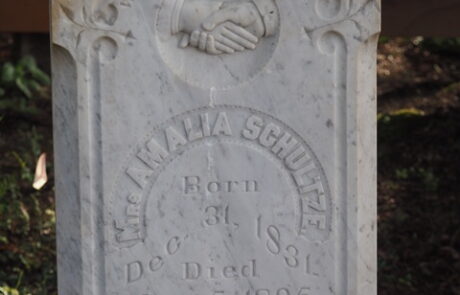 Mrs AMALIA SCHULTZE
Born
Dec. 31, 1831.
Died